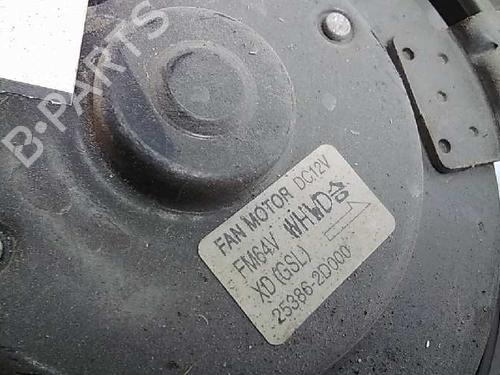 B-PARTS
FAN MOTOR DC12V
FM64V WHWD合
XD (GSL)
25386-2D000